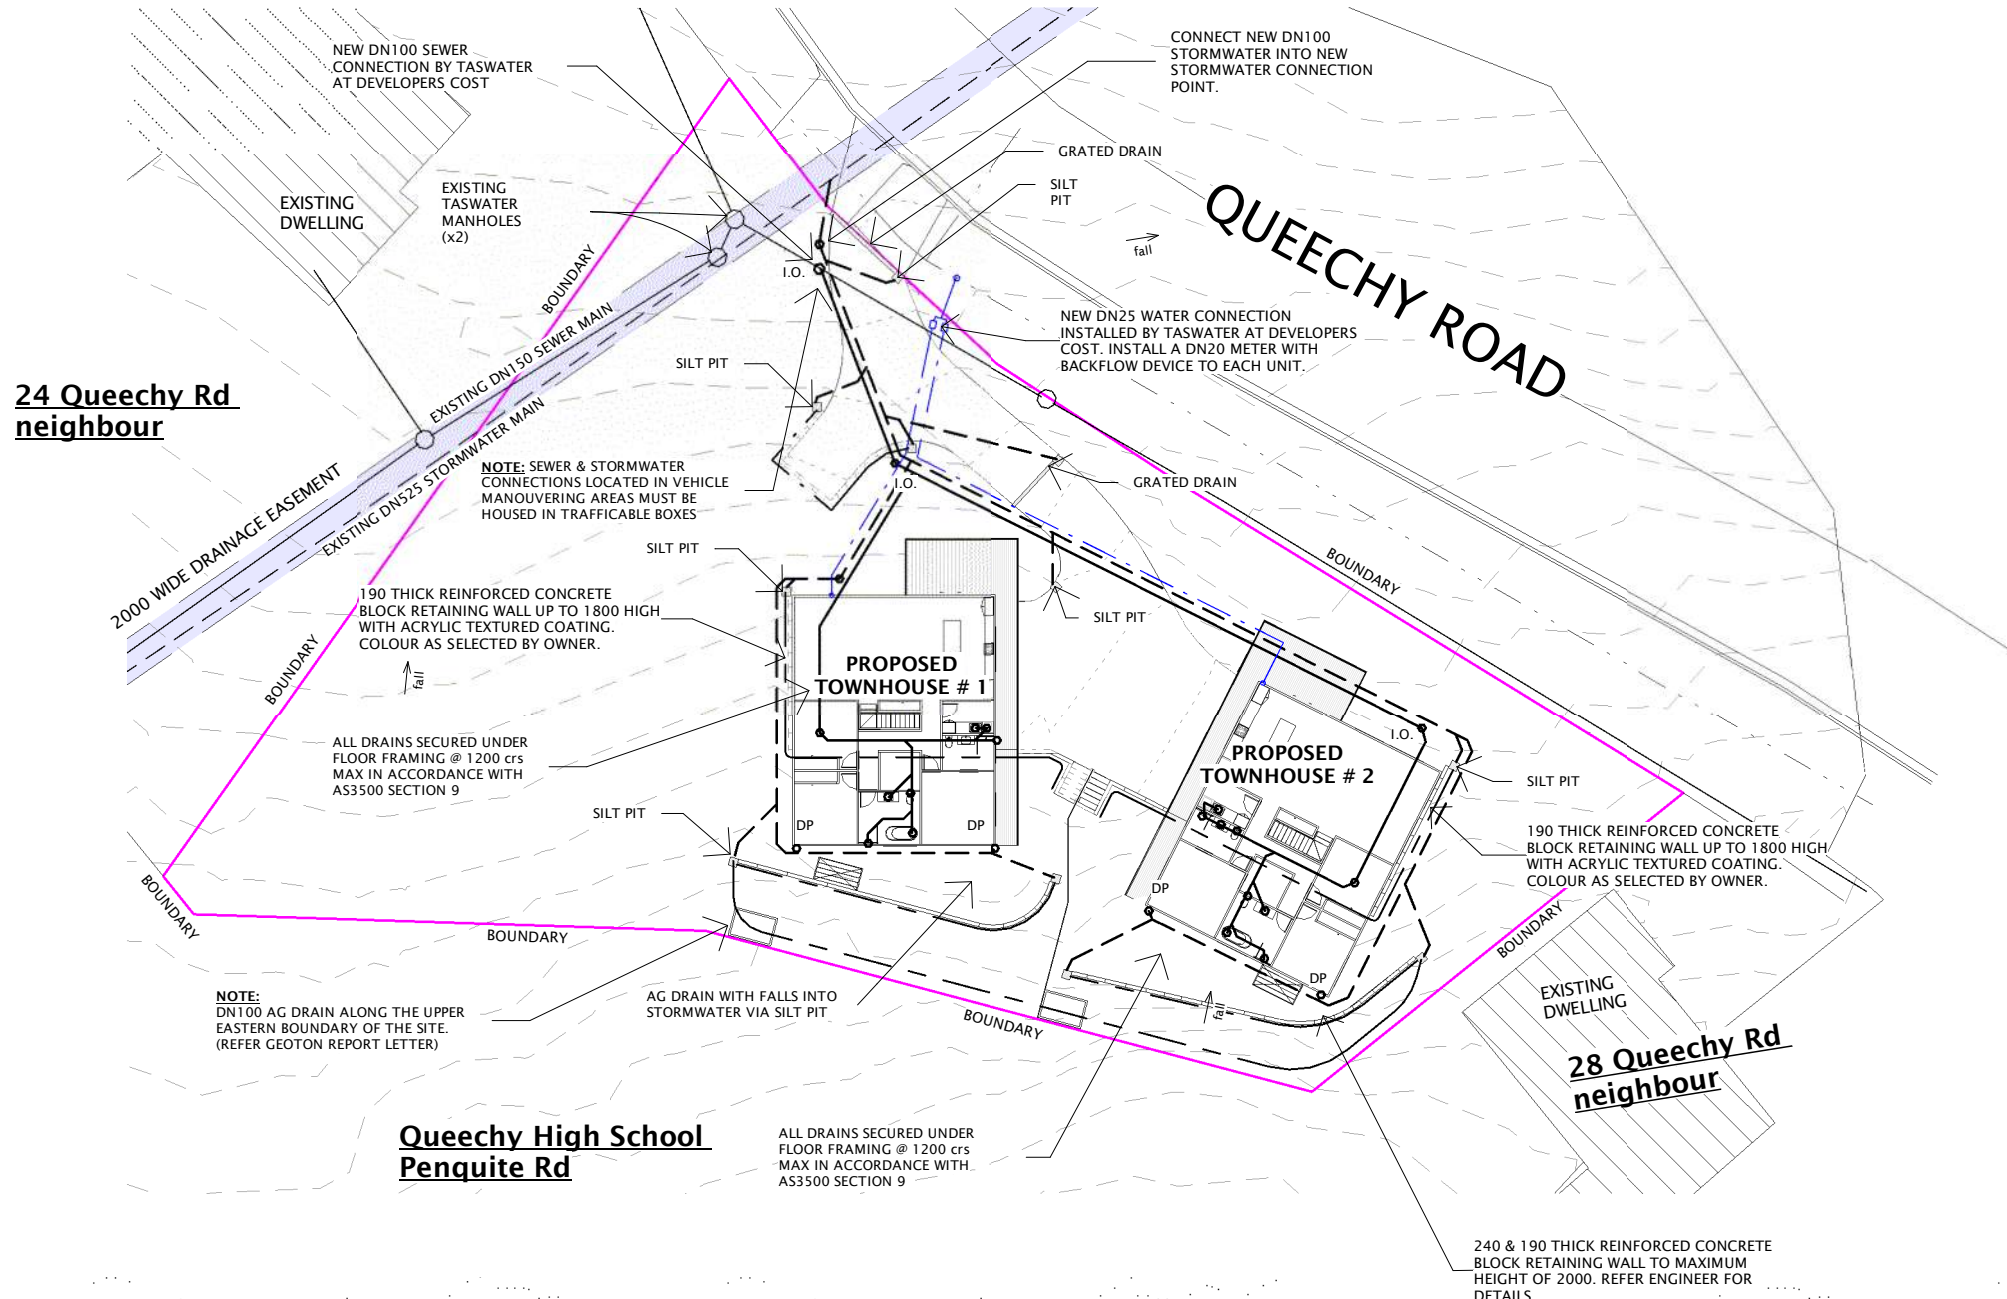 NEW DN100 SEWER
CONNECTION BY TASWATER
AT DEVELOPERS COST
CONNECT NEW DN100
STORMWATER INTO NEW
STORMWATER CONNECTION
POINT.
GRATED DRAIN
SILT
PIT
EXISTING
DWELLING
EXISTING
TASWATER
MANHOLES
(x2)
QUEECHY ROAD
fall
BOUNDARY
I.O.
NEW DN25 WATER CONNECTION
INSTALLED BY TASWATER AT DEVELOPERS
COST. INSTALL A DN20 METER WITH
BACKFLOW DEVICE TO EACH UNIT.
EXISTING DN150 SEWER MAIN
SILT PIT
24 Queechy Rd
neighbour
EXISTING DN525 STORMWATER MAIN
2000 WIDE DRAINAGE EASEMENT
NOTE: SEWER & STORMWATER
CONNECTIONS LOCATED IN VEHICLE
MANOUVERING AREAS MUST BE
HOUSED IN TRAFFICABLE BOXES
I.O.
GRATED DRAIN
SILT PIT
BOUNDARY
190 THICK REINFORCED CONCRETE
BLOCK RETAINING WALL UP TO 1800 HIGH
WITH ACRYLIC TEXTURED COATING.
COLOUR AS SELECTED BY OWNER.
SILT PIT
BOUNDARY
fall
PROPOSED
TOWNHOUSE # 1
ALL DRAINS SECURED UNDER
FLOOR FRAMING @ 1200 crs
MAX IN ACCORDANCE WITH
AS3500 SECTION 9
I.O.
PROPOSED
TOWNHOUSE # 2
SILT PIT
SILT PIT
DP
DP
190 THICK REINFORCED CONCRETE
BLOCK RETAINING WALL UP TO 1800 HIGH
WITH ACRYLIC TEXTURED COATING.
COLOUR AS SELECTED BY OWNER.
BOUNDARY
DP
BOUNDARY
BOUNDARY
DP
NOTE:
DN100 AG DRAIN ALONG THE UPPER
EASTERN BOUNDARY OF THE SITE.
(REFER GEOTON REPORT LETTER)
AG DRAIN WITH FALLS INTO
STORMWATER VIA SILT PIT
BOUNDARY
fall
EXISTING
DWELLING
28 Queechy Rd
neighbour
Queechy High School
Penquite Rd
ALL DRAINS SECURED UNDER
FLOOR FRAMING @ 1200 crs
MAX IN ACCORDANCE WITH
AS3500 SECTION 9
240 & 190 THICK REINFORCED CONCRETE
BLOCK RETAINING WALL TO MAXIMUM
HEIGHT OF 2000. REFER ENGINEER FOR
DETAILS